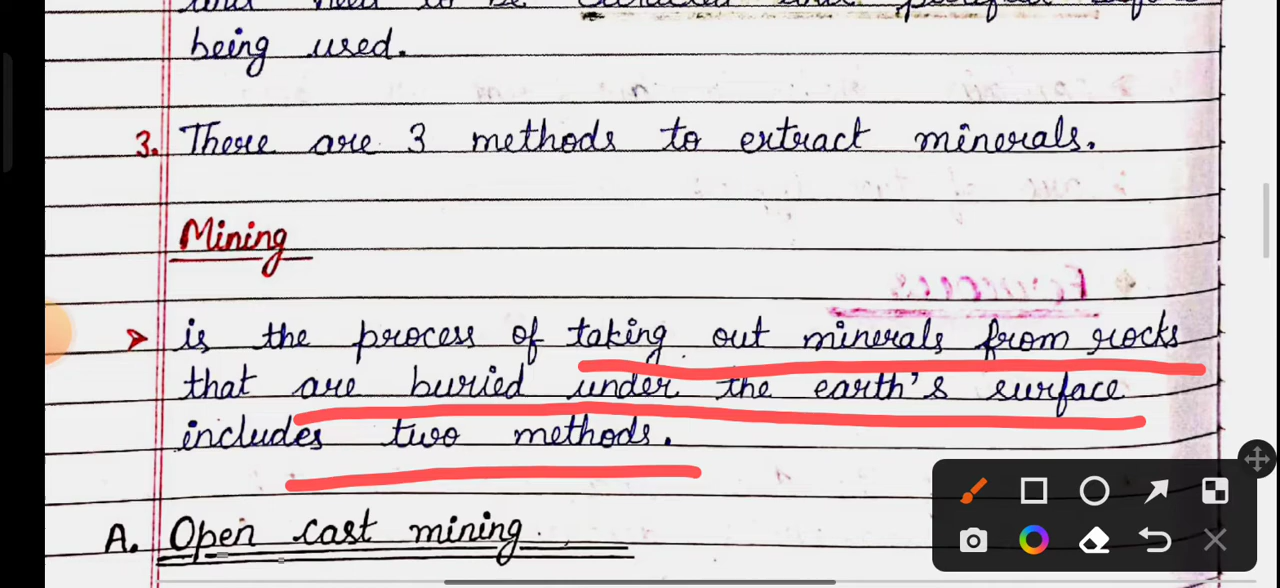 being used.
3. There are 3 methods to extract minerals.
Mining
➤ is the process of taking out minerals from rocks
that are buried under the earth's surface
includes two methods.
A. Open cast mining